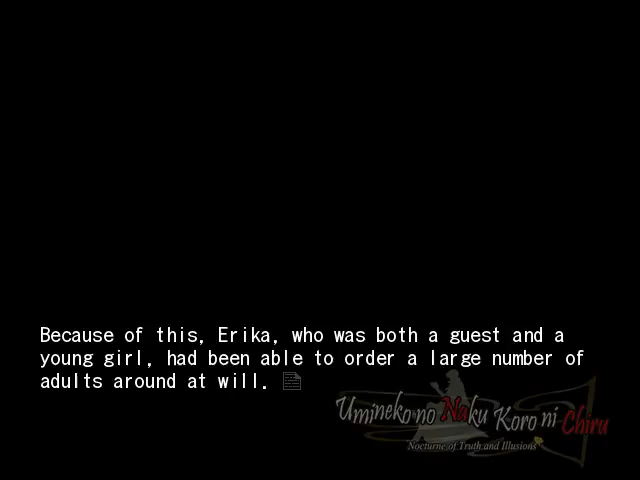 Because of this, Erika, who was both a guest and a
young girl, had been able to order a large number of
adults around at will.
Umineko no Naku Koro ni Chiru
Nocturne of Truth and Illusions